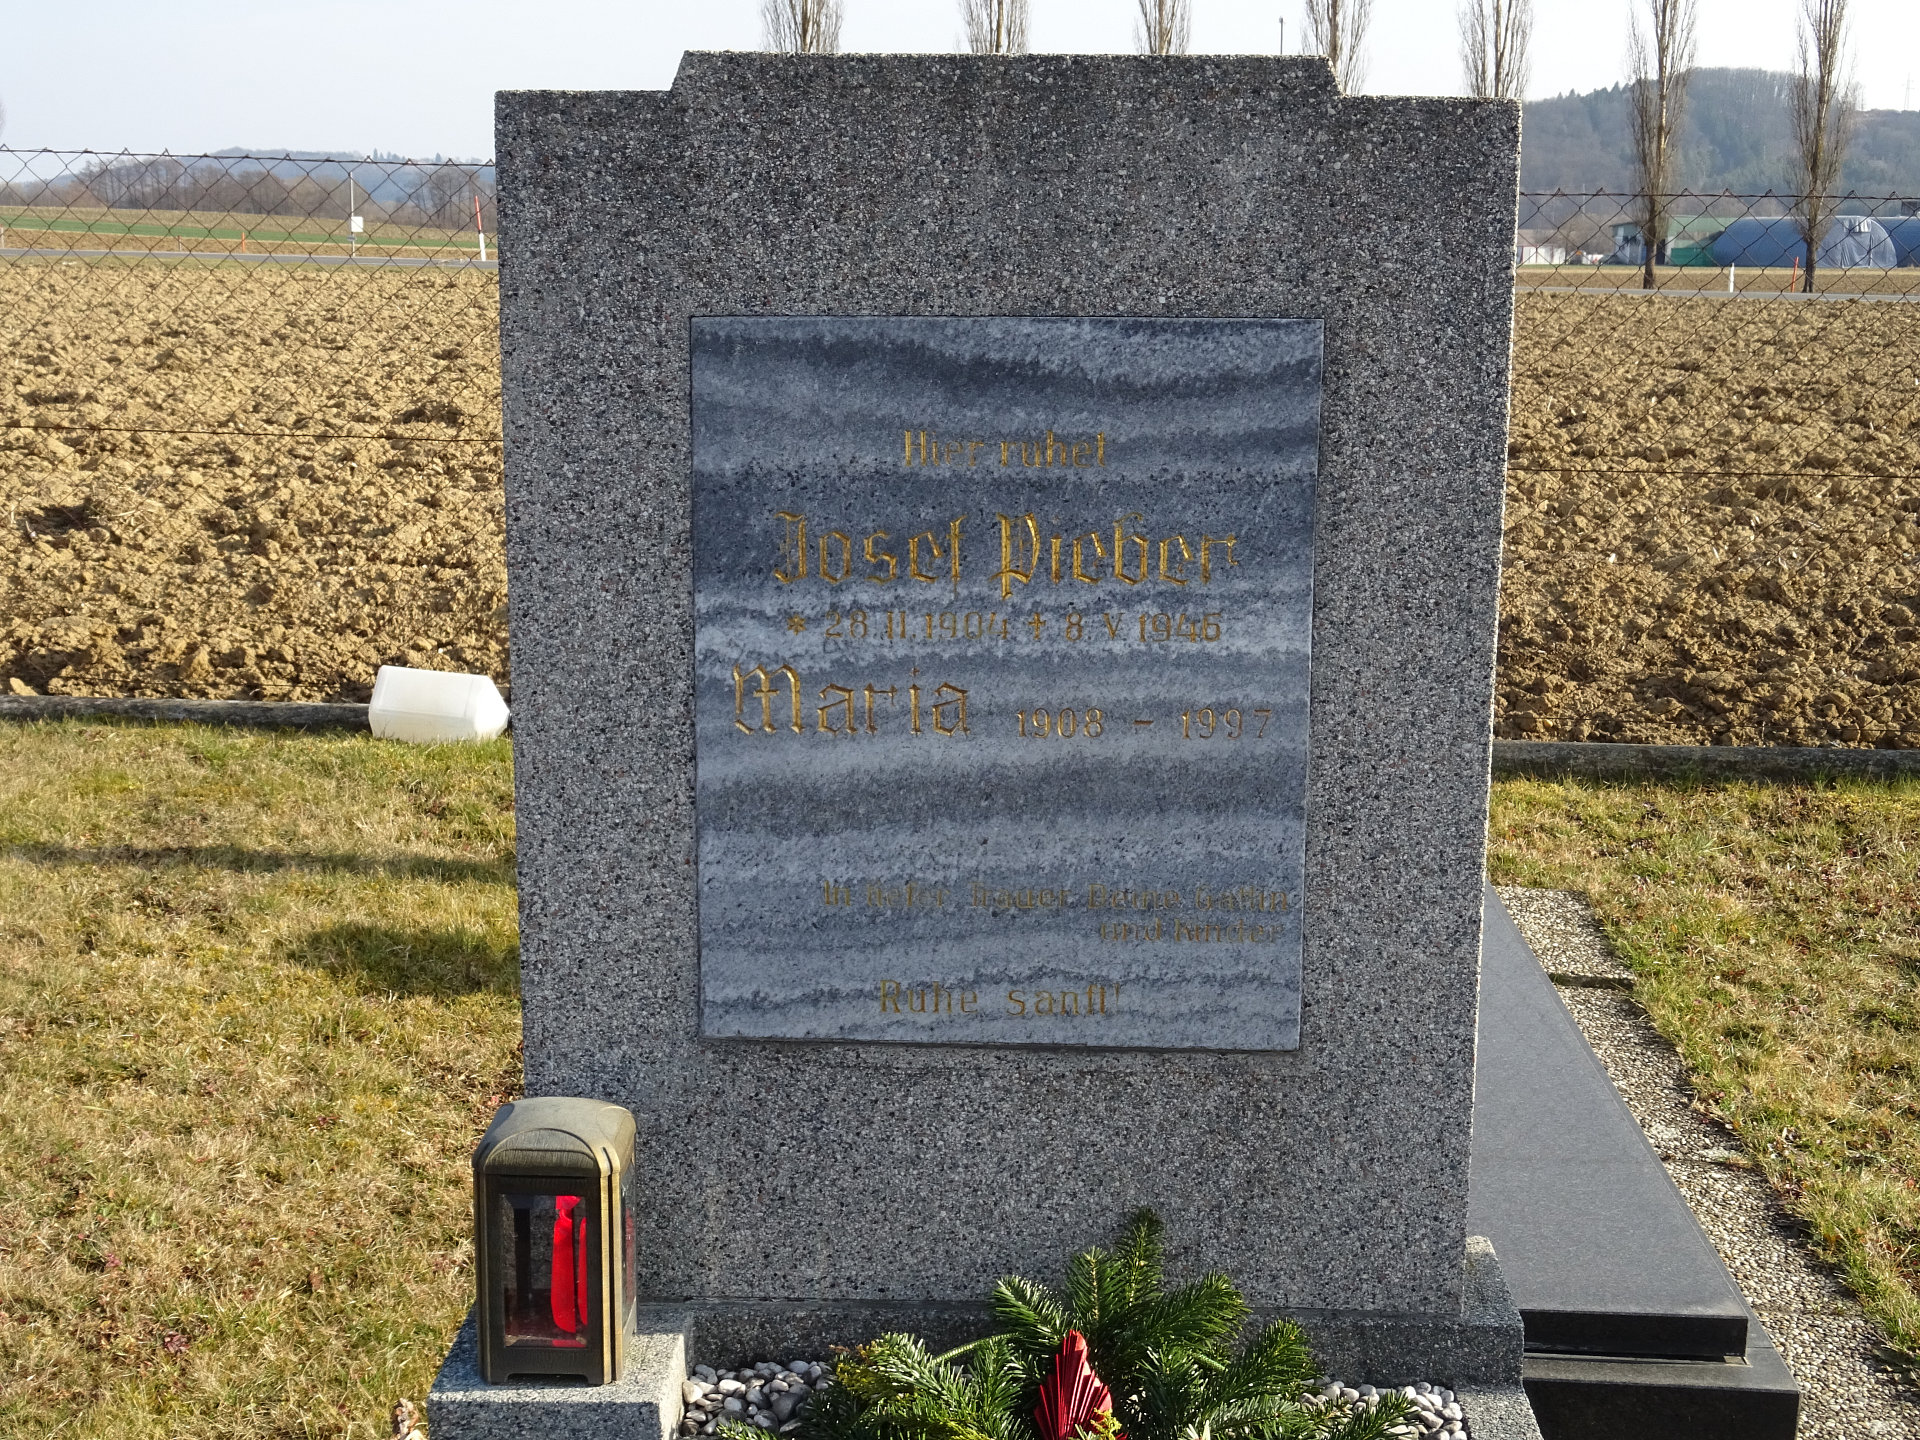 Hier ruhet
Josef Pieber
* 28.II.1904 + 8.V.1946
Maria 1908 - 1997
In tiefer Trauer Deine Gattin
und Kinder
Ruhe sanft!